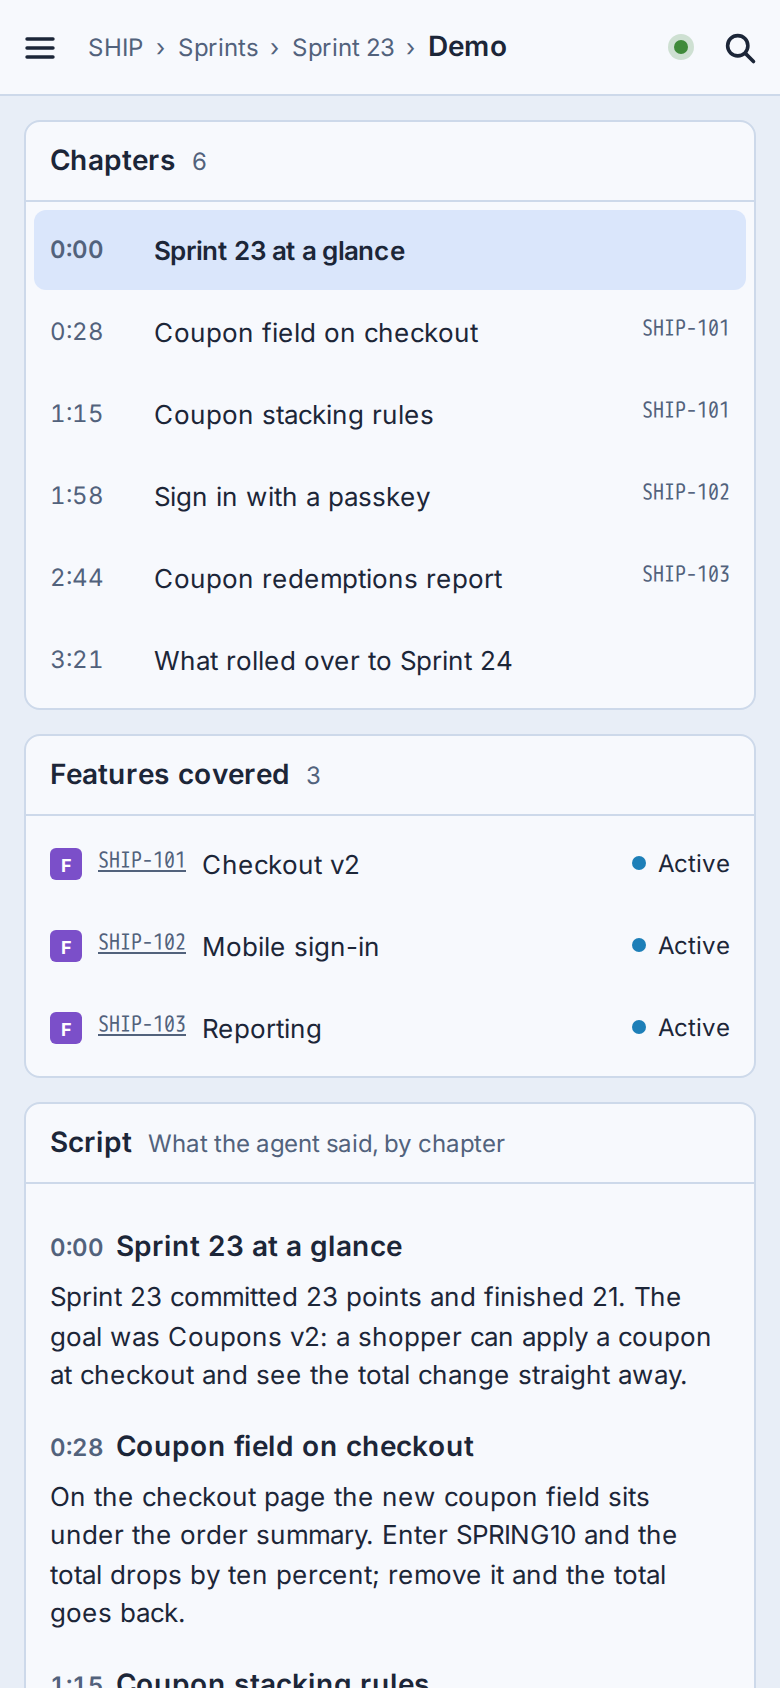 SHIP › Sprints › Sprint 23 › Demo
Chapters 6
0:00 Sprint 23 at a glance
0:28 Coupon field on checkout SHIP-101
1:15 Coupon stacking rules SHIP-101
1:58 Sign in with a passkey SHIP-102
2:44 Coupon redemptions report SHIP-103
3:21 What rolled over to Sprint 24
Features covered 3
F SHIP-101 Checkout v2 Active
F SHIP-102 Mobile sign-in Active
F SHIP-103 Reporting Active
Script What the agent said, by chapter
0:00 Sprint 23 at a glance
Sprint 23 committed 23 points and finished 21. The
goal was Coupons v2: a shopper can apply a coupon
at checkout and see the total change straight away.
0:28 Coupon field on checkout
On the checkout page the new coupon field sits
under the order summary. Enter SPRING10 and the
total drops by ten percent; remove it and the total
goes back.
1:15 Coupon stacking rules